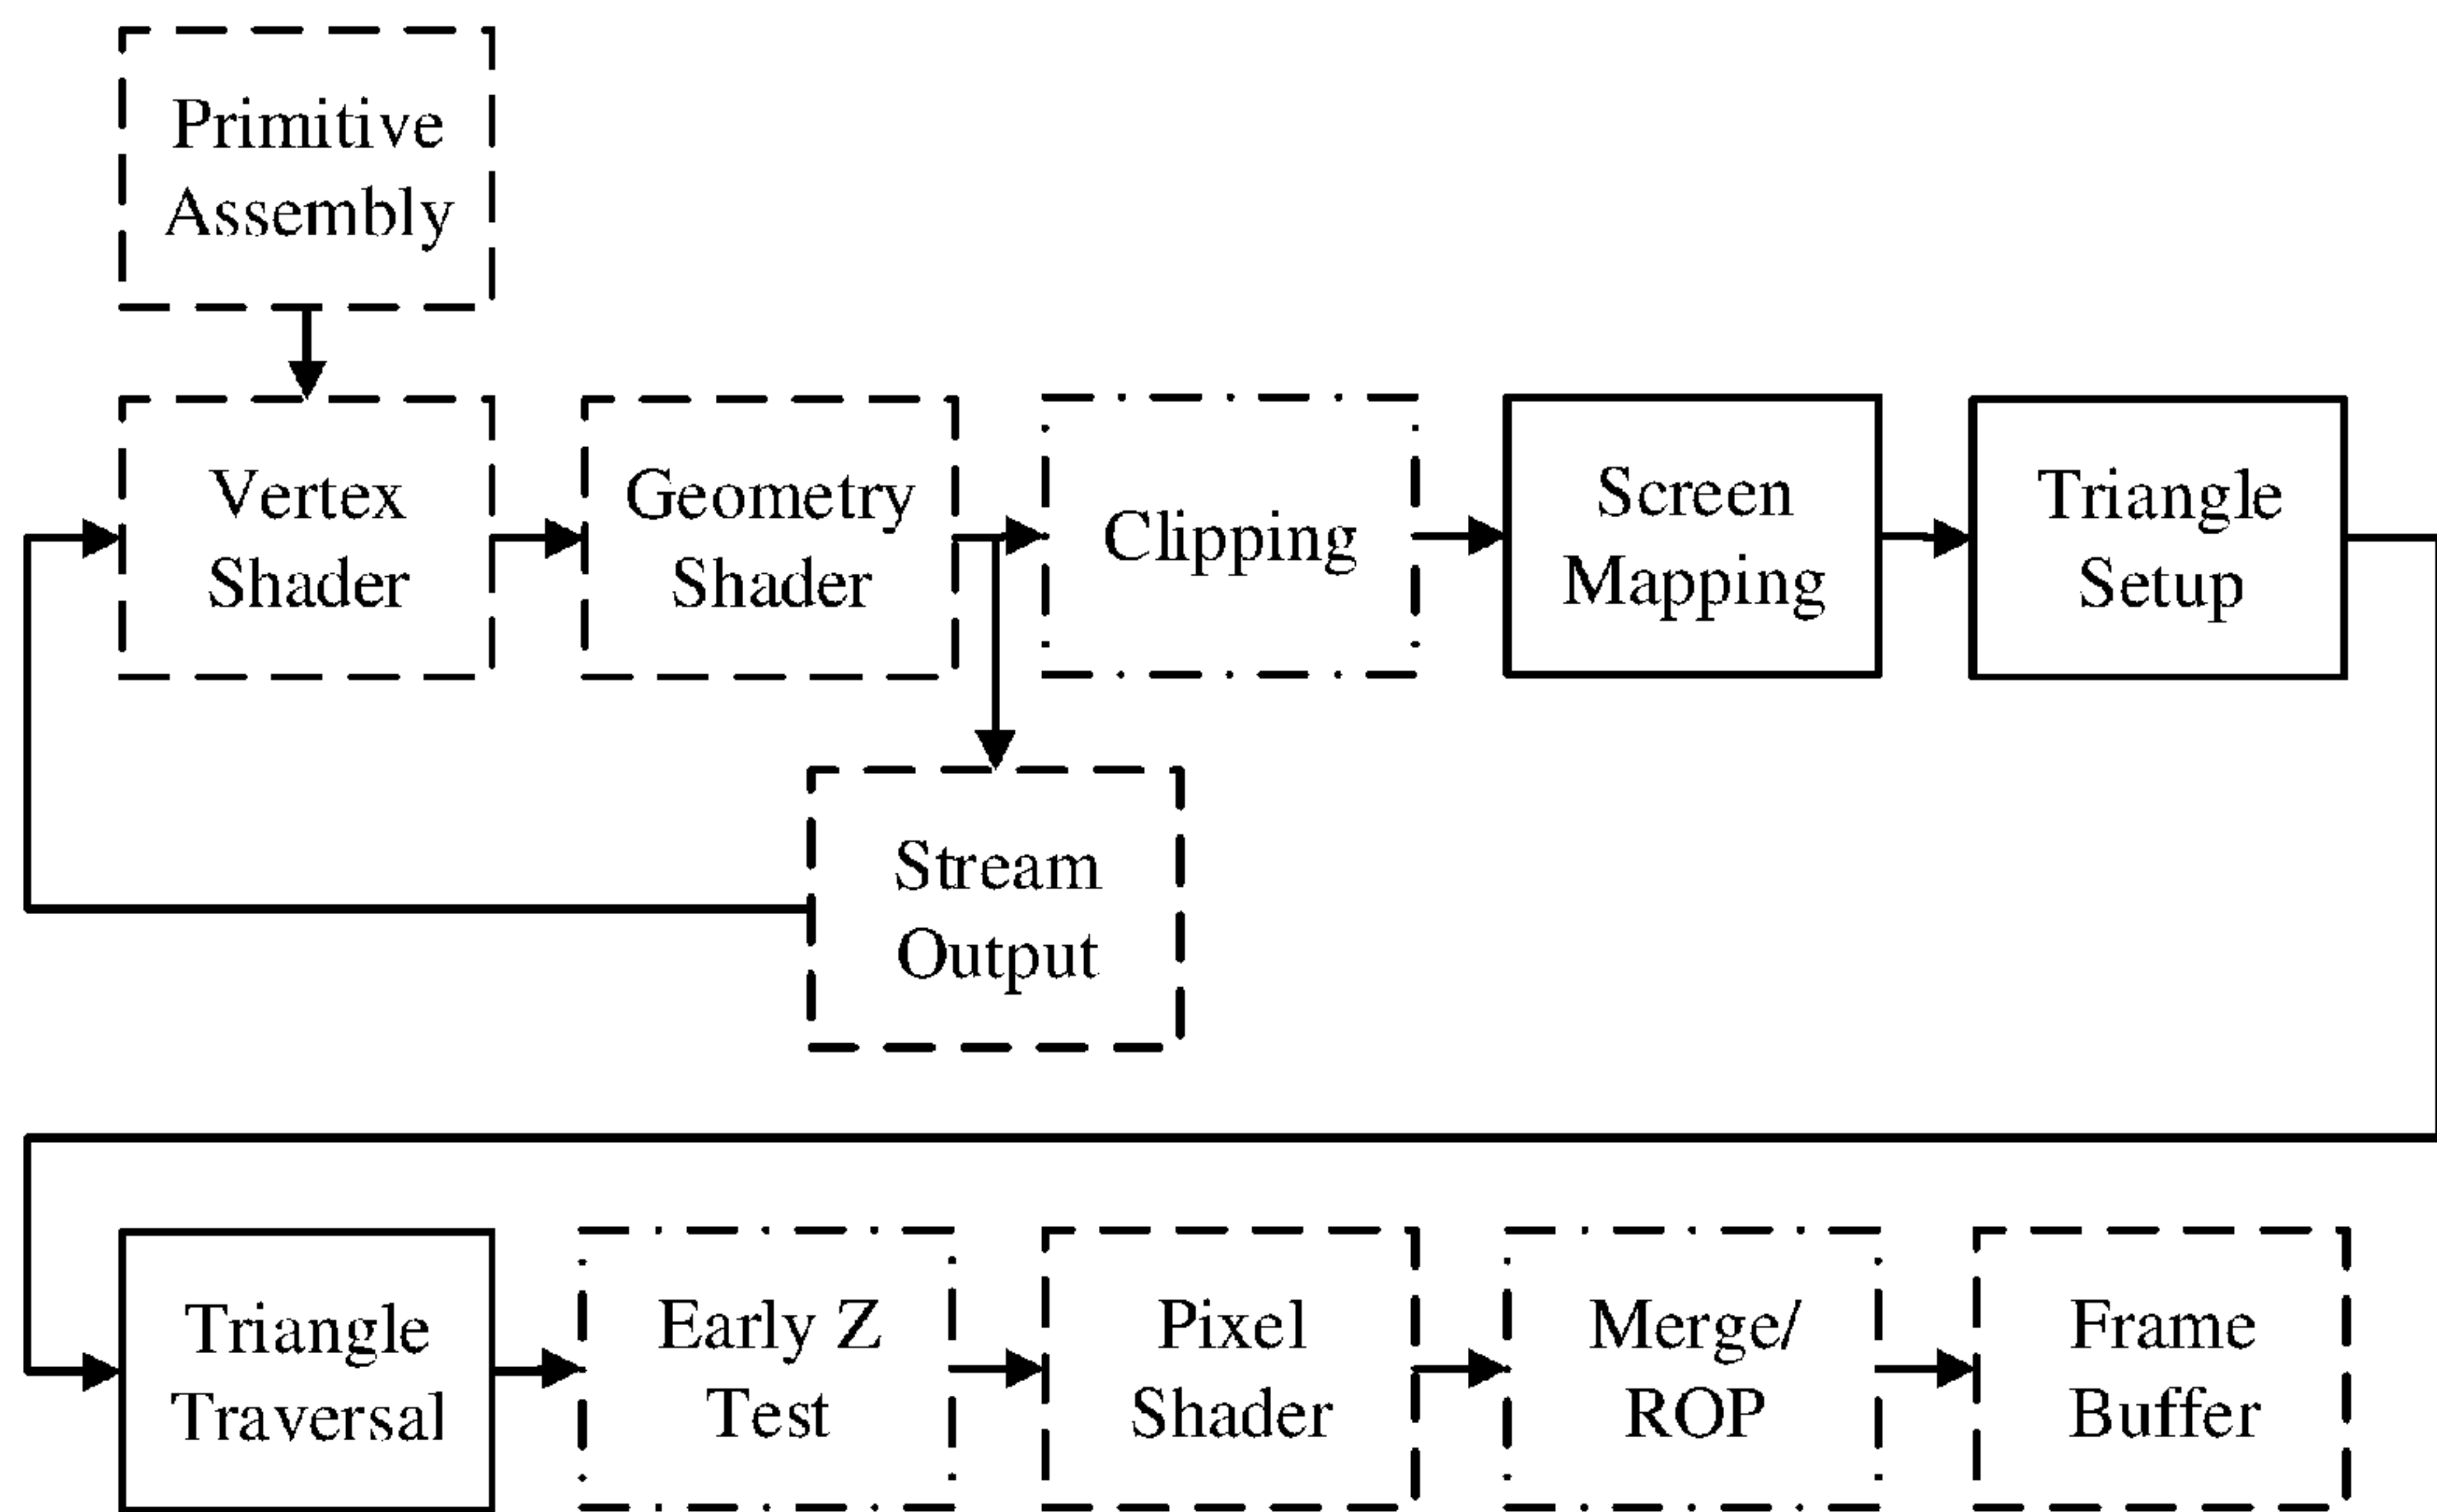 Primitive
Assembly
Vertex
Shader
Geometry
Shader
Clipping
Screen
Mapping
Triangle
Setup
Stream
Output
Triangle
Traversal
Early Z
Test
Pixel
Shader
Merge/
ROP
Frame
Buffer